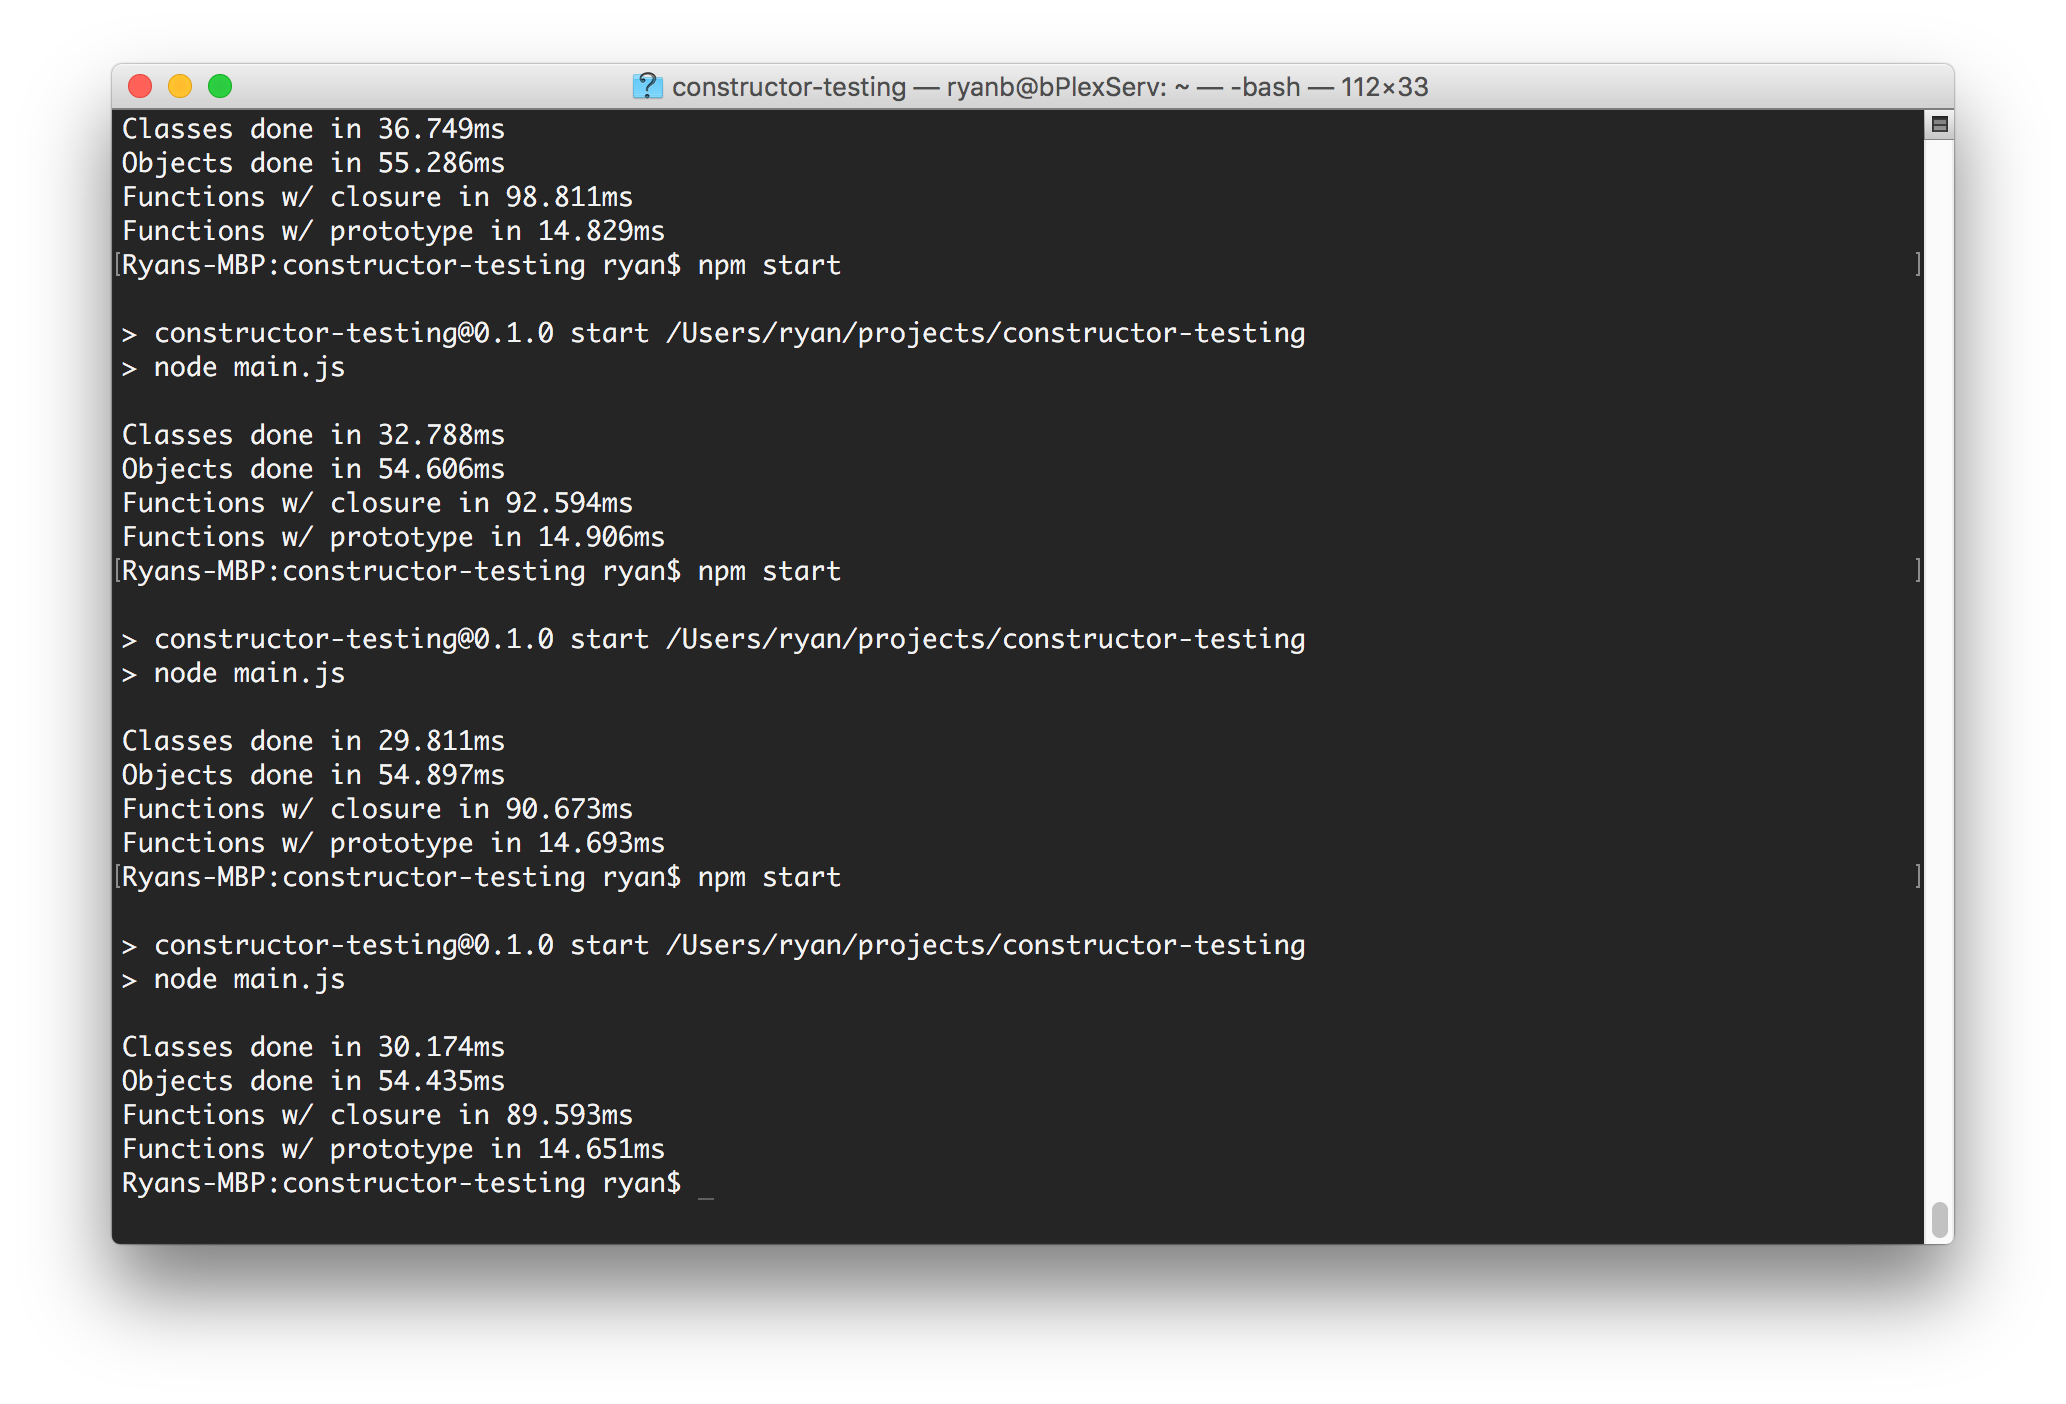 constructor-testing — ryanb@bPlexServ: ~ — -bash — 112×33
Classes done in 36.749ms
Objects done in 55.286ms
Functions w/ closure in 98.811ms
Functions w/ prototype in 14.829ms
[Ryans-MBP:constructor-testing ryan$ npm start ]
> constructor-testing@0.1.0 start /Users/ryan/projects/constructor-testing
> node main.js
Classes done in 32.788ms
Objects done in 54.606ms
Functions w/ closure in 92.594ms
Functions w/ prototype in 14.906ms
[Ryans-MBP:constructor-testing ryan$ npm start ]
> constructor-testing@0.1.0 start /Users/ryan/projects/constructor-testing
> node main.js
Classes done in 29.811ms
Objects done in 54.897ms
Functions w/ closure in 90.673ms
Functions w/ prototype in 14.693ms
[Ryans-MBP:constructor-testing ryan$ npm start ]
> constructor-testing@0.1.0 start /Users/ryan/projects/constructor-testing
> node main.js
Classes done in 30.174ms
Objects done in 54.435ms
Functions w/ closure in 89.593ms
Functions w/ prototype in 14.651ms
Ryans-MBP:constructor-testing ryan$ _